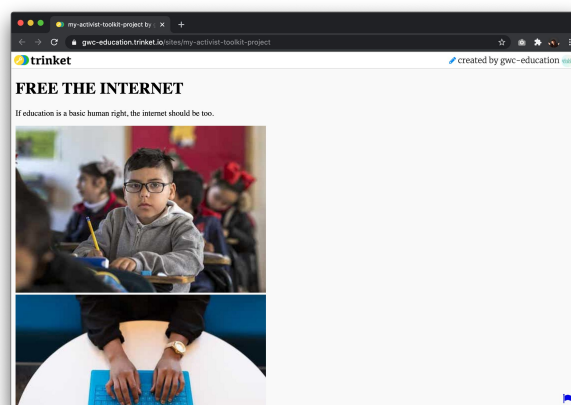 my-activist-toolkit-project by
gwc-education.trinket.io/sites/my-activist-toolkit-project
trinket
created by gwc-education
FREE THE INTERNET
If education is a basic human right, the internet should be too.